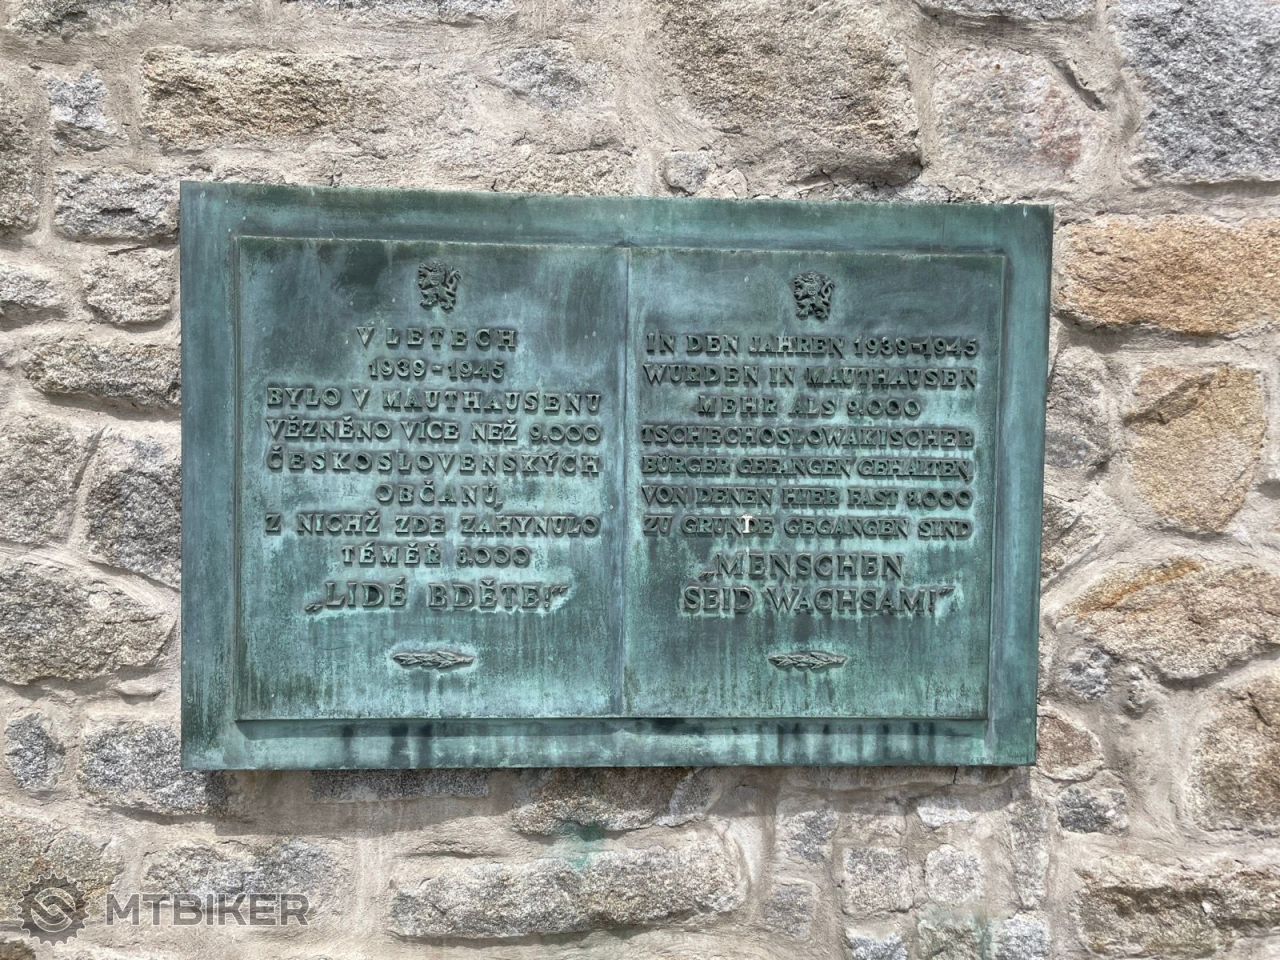 V LETECH
1939-1945
BYLO V MAUTHAUSENU
VĚZNĚNO VÍCE NEŽ 9.000
ČESKOSLOVENSKÝCH
OBČANŮ,
Z NICHŽ ZDE ZAHYNULO
TÉMĚŘ 8.000
„LIDÉ BDĚTE!"
IN DEN JAHREN 1939-1945
WURDEN IN MAUTHAUSEN
MEHR ALS 9.000
TSCHECHOSLOWAKISCHER
BÜRGER GEFANGEN GEHALTEN,
VON DENEN HIER FAST 8.000
ZU GRUNDE GEGANGEN SIND
„MENSCHEN
SEID WACHSAM!"
MTBIKER